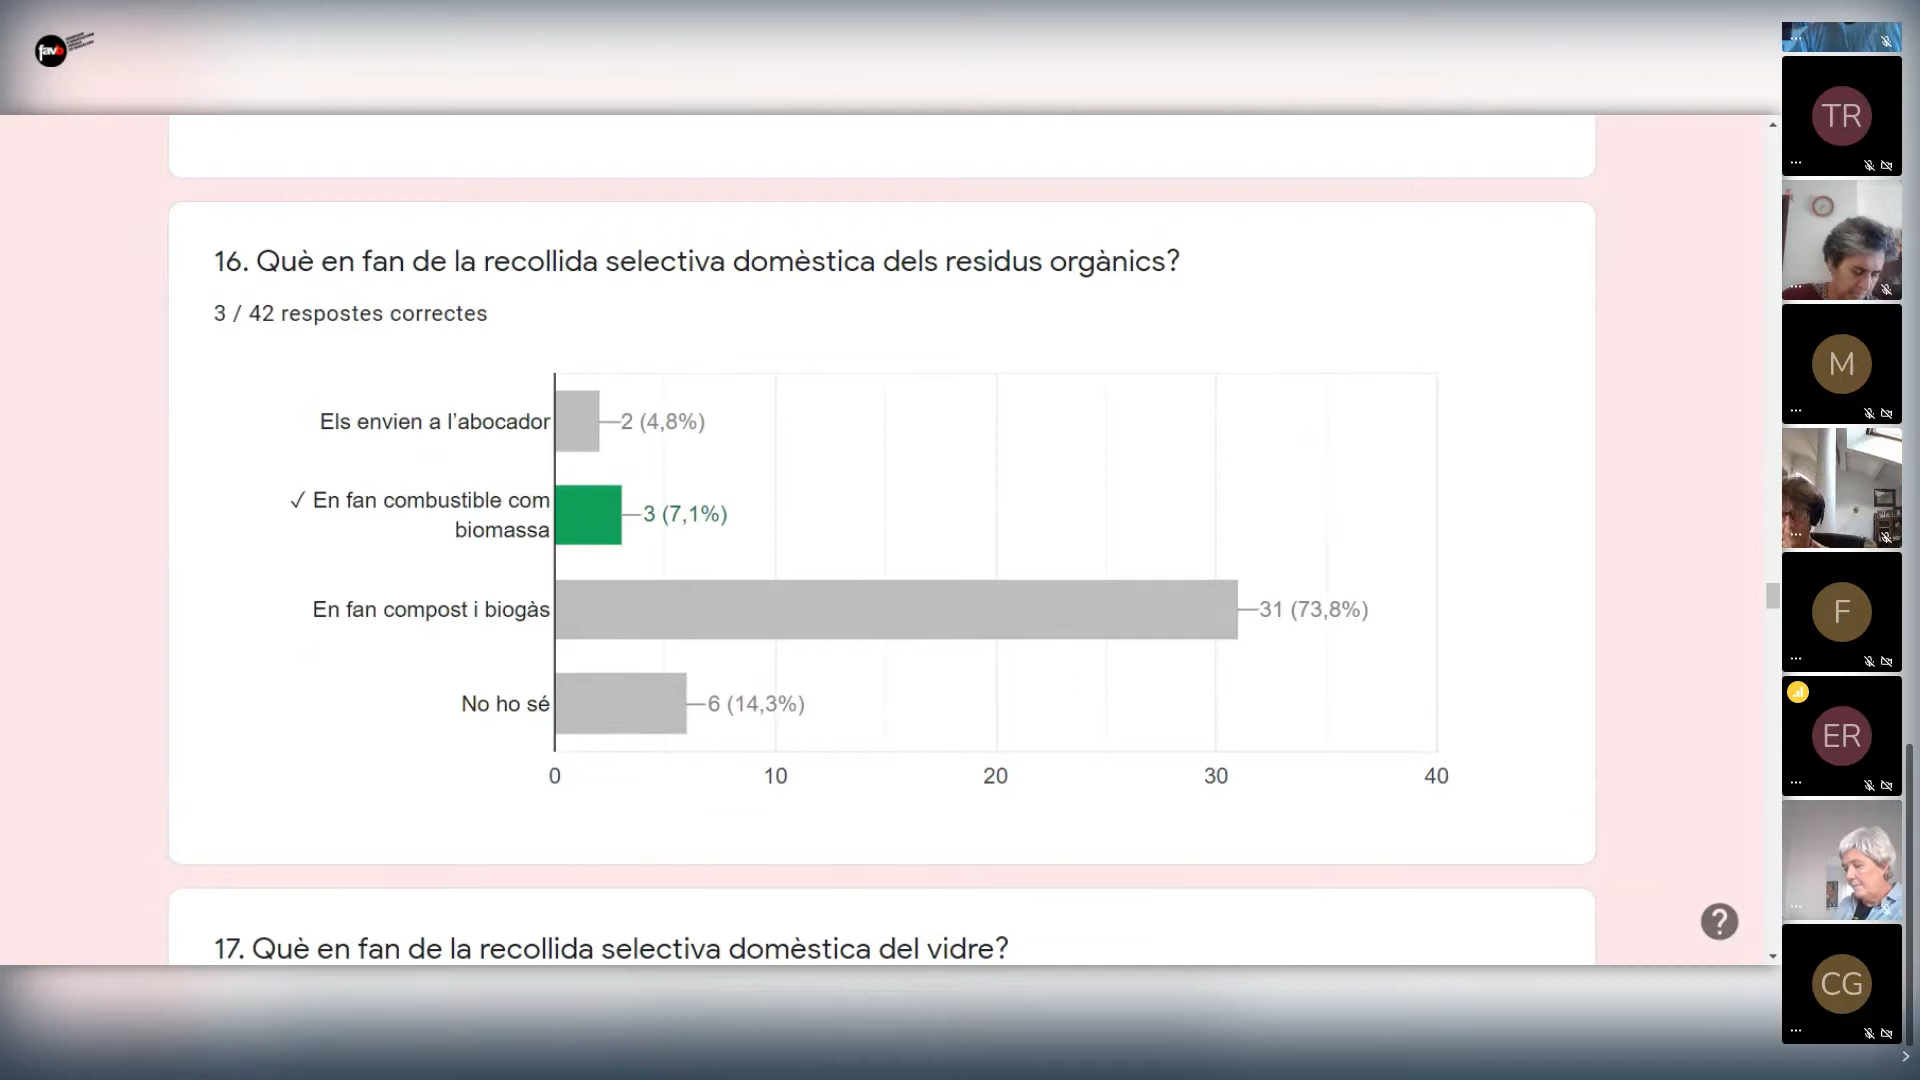 favb
16. Què en fan de la recollida selectiva domèstica dels residus orgànics?
3 / 42 respostes correctes
Els envien a l’abocador
2 (4,8%)
✓ En fan combustible com
biomassa
3 (7,1%)
En fan compost i biogàs
31 (73,8%)
No ho sé
6 (14,3%)
0 10 20 30 40
17. Què en fan de la recollida selectiva domèstica del vidre?
?
TR
M
F
ER
CG